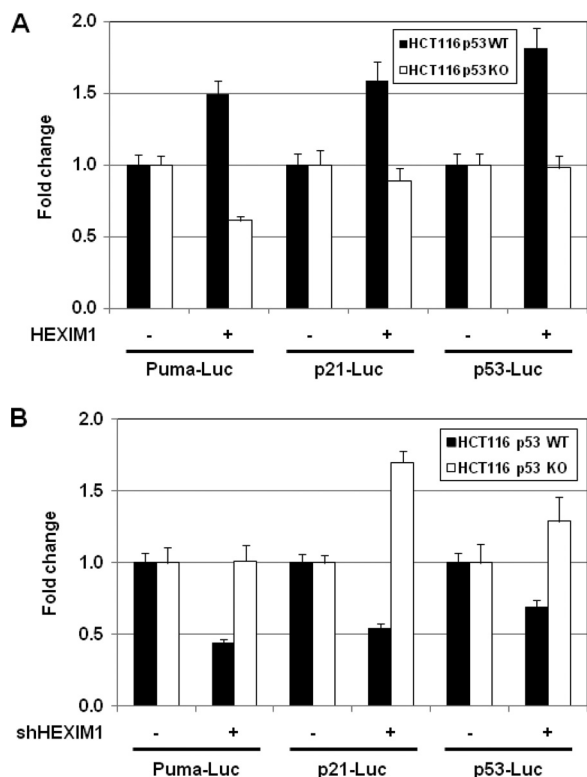 A
HCT116 p53 WT
HCT116 p53 KO
Fold change
2.0
1.5
1.0
0.5
0.0
HEXIM1 - + - + - +
Puma-Luc p21-Luc p53-Luc
B
HCT116 p53 WT
HCT116 p53 KO
Fold change
2.0
1.5
1.0
0.5
0.0
shHEXIM1 - + - + - +
Puma-Luc p21-Luc p53-Luc